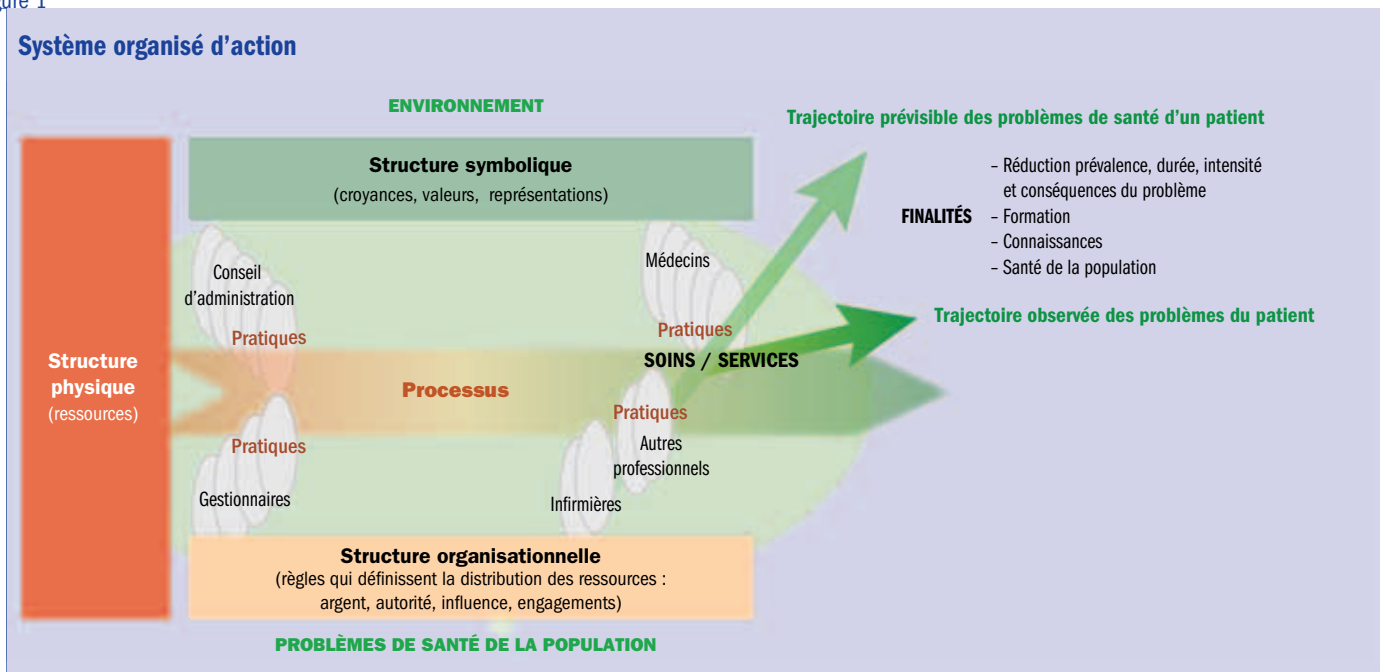 Figure 1
Système organisé d'action
ENVIRONNEMENT
Trajectoire prévisible des problèmes de santé d'un patient
Structure symbolique
(croyances, valeurs, représentations)
– Réduction prévalence, durée, intensité
et conséquences du problème
FINALITÉS – Formation
– Connaissances
– Santé de la population
Conseil
d'administration
Pratiques
Médecins
Pratiques
Trajectoire observée des problèmes du patient
Structure
physique
(ressources)
Processus
SOINS / SERVICES
Pratiques
Gestionnaires
Pratiques
Autres
professionnels
Infirmières
Structure organisationnelle
(règles qui définissent la distribution des ressources :
argent, autorité, influence, engagements)
PROBLÈMES DE SANTÉ DE LA POPULATION